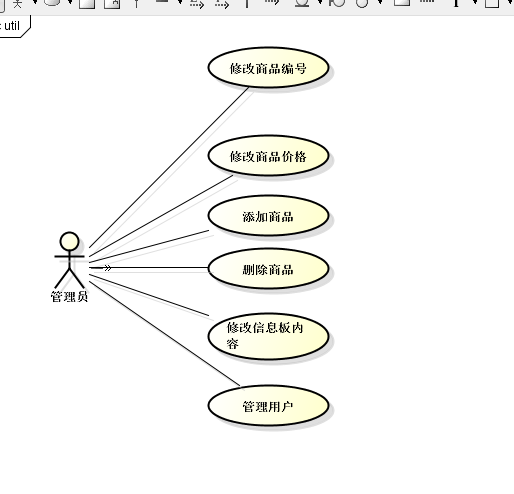 util
修改商品编号
修改商品价格
添加商品
删除商品
管理员
修改信息板内
容
管理用户